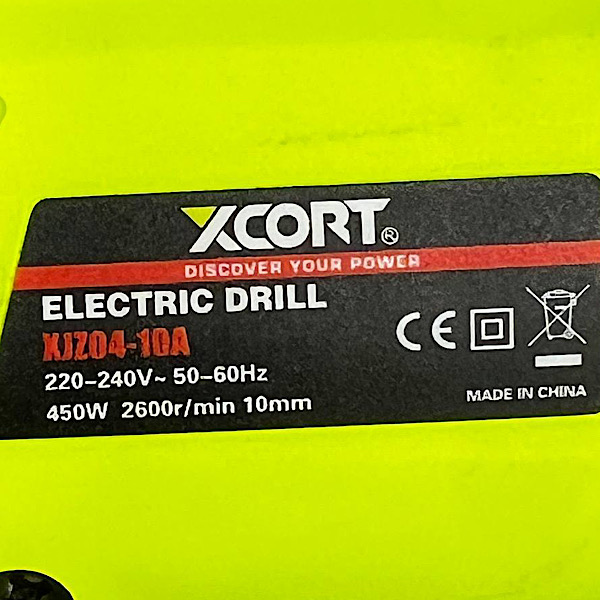 XCORT®
DISCOVER YOUR POWER
ELECTRIC DRILL
XJZ04-10A
220-240V~ 50-60Hz
450W 2600r/min 10mm
CE
MADE IN CHINA